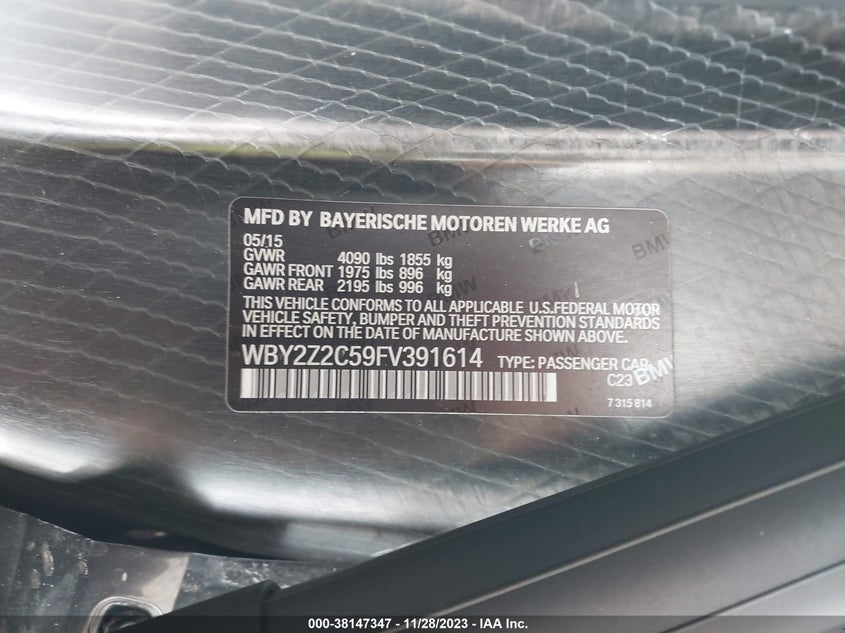 MFD BY BAYERISCHE MOTOREN WERKE AG
05/15
GVWR 4090 lbs 1855 kg
GAWR FRONT 1975 lbs 896 kg
GAWR REAR 2195 lbs 996 kg
THIS VEHICLE CONFORMS TO ALL APPLICABLE U.S.FEDERAL MOTOR
VEHICLE SAFETY, BUMPER AND THEFT PREVENTION STANDARDS
IN EFFECT ON THE DATE OF MANUFACTURE SHOWN ABOVE.
WBY2Z2C59FV391614 TYPE: PASSENGER CAR
C23
7 315 814
BMW
BMW
BMW
000-38147347 - 11/28/2023 - IAA Inc.